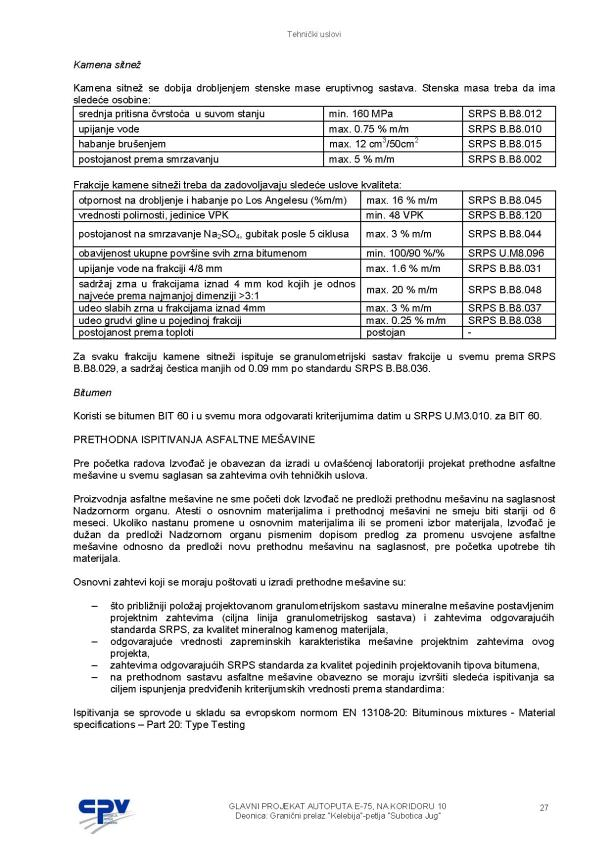 Tehnički uslovi
Kamena sitnež
Kamena sitnež se dobija drobljenjem stenske mase eruptivnog sastava. Stenska masa treba da ima
sledeće osobine:
srednja pritisna čvrstoća u suvom stanju min. 160 MPa SRPS B.B8.012
upijanje vode max. 0.75 % m/m SRPS B.B8.010
habanje brušenjem max. 12 cm³/50cm² SRPS B.B8.015
postojanost prema smrzavanju max. 5 % m/m SRPS B.B8.002
Frakcije kamene sitneži treba da zadovoljavaju sledeće uslove kvaliteta:
otpornost na drobljenje i habanje po Los Angelesu (%m/m) max. 16 % m/m SRPS B.B8.045
vrednosti polirnosti, jedinice VPK min. 48 VPK SRPS B.B8.120
postojanost na smrzavanje Na₂SO₄, gubitak posle 5 ciklusa max. 3 % m/m SRPS B.B8.044
obavijenost ukupne površine svih zrna bitumenom min. 100/90 %/% SRPS U.M8.096
upijanje vode na frakciji 4/8 mm max. 1.6 % m/m SRPS B.B8.031
sadržaj zrna u frakcijama iznad 4 mm kod kojih je odnos
najveće prema najmanjoj dimenziji >3:1 max. 20 % m/m SRPS B.B8.048
udeo slabih zrna u frakcijama iznad 4mm max. 3 % m/m SRPS B.B8.037
udeo grudvi gline u pojedinoj frakciji max. 0.25 % m/m SRPS B.B8.038
postojanost prema toploti postojan -
Za svaku frakciju kamene sitneži ispituje se granulometrijski sastav frakcije u svemu prema SRPS
B.B8.029, a sadržaj čestica manjih od 0.09 mm po standardu SRPS B.B8.036.
Bitumen
Koristi se bitumen BIT 60 i u svemu mora odgovarati kriterijumima datim u SRPS U.M3.010. za BIT 60.
PRETHODNA ISPITIVANJA ASFALTNE MEŠAVINE
Pre početka radova Izvođač je obavezan da izradi u ovlašćenoj laboratoriji projekat prethodne asfaltne
mešavine u svemu saglasan sa zahtevima ovih tehničkih uslova.
Proizvodnja asfaltne mešavine ne sme početi dok Izvođač ne predloži prethodnu mešavinu na saglasnost
Nadzornom organu. Atesti o osnovnim materijalima i prethodnoj mešavini ne smeju biti stariji od 6
meseci. Ukoliko nastanu promene u osnovnim materijalima ili se promeni izbor materijala, Izvođač je
dužan da predloži Nadzornom organu pismenim dopisom predlog za promenu usvojene asfaltne
mešavine odnosno da predloži novu prethodnu mešavinu na saglasnost, pre početka upotrebe tih
materijala.
Osnovni zahtevi koji se moraju poštovati u izradi prethodne mešavine su:
– što približniji položaj projektovanom granulometrijskom sastavu mineralne mešavine postavljenim
projektnim zahtevima (ciljna linija granulometrelijskog sastava) i zahtevima odgovarajućih
standarda SRPS, za kvalitet mineralnog kamenog materijala,
– odgovarajuće vrednosti zapreminskih karakteristika mešavine projektnim zahtevima ovog
projekta,
– zahtevima odgovarajućih SRPS standarda za kvalitet pojedinih projektovanih tipova bitumena,
– na prethodnom sastavu asfaltne mešavine obavezno se moraju izvršiti sledeća ispitivanja sa
ciljem ispunjenja predviđenih kriterijumskih vrednosti prema standardima:
Ispitivanja se sprovode u skladu sa evropskom normom EN 13108-20: Bituminous mixtures - Material
specifications – Part 20: Type Testing
CPV
GLAVNI PROJEKAT AUTOPUTA E-75, NA KORIDORU 10 27
Deonica: Granični prelaz "Kelebija"-petlja "Subotica Jug"